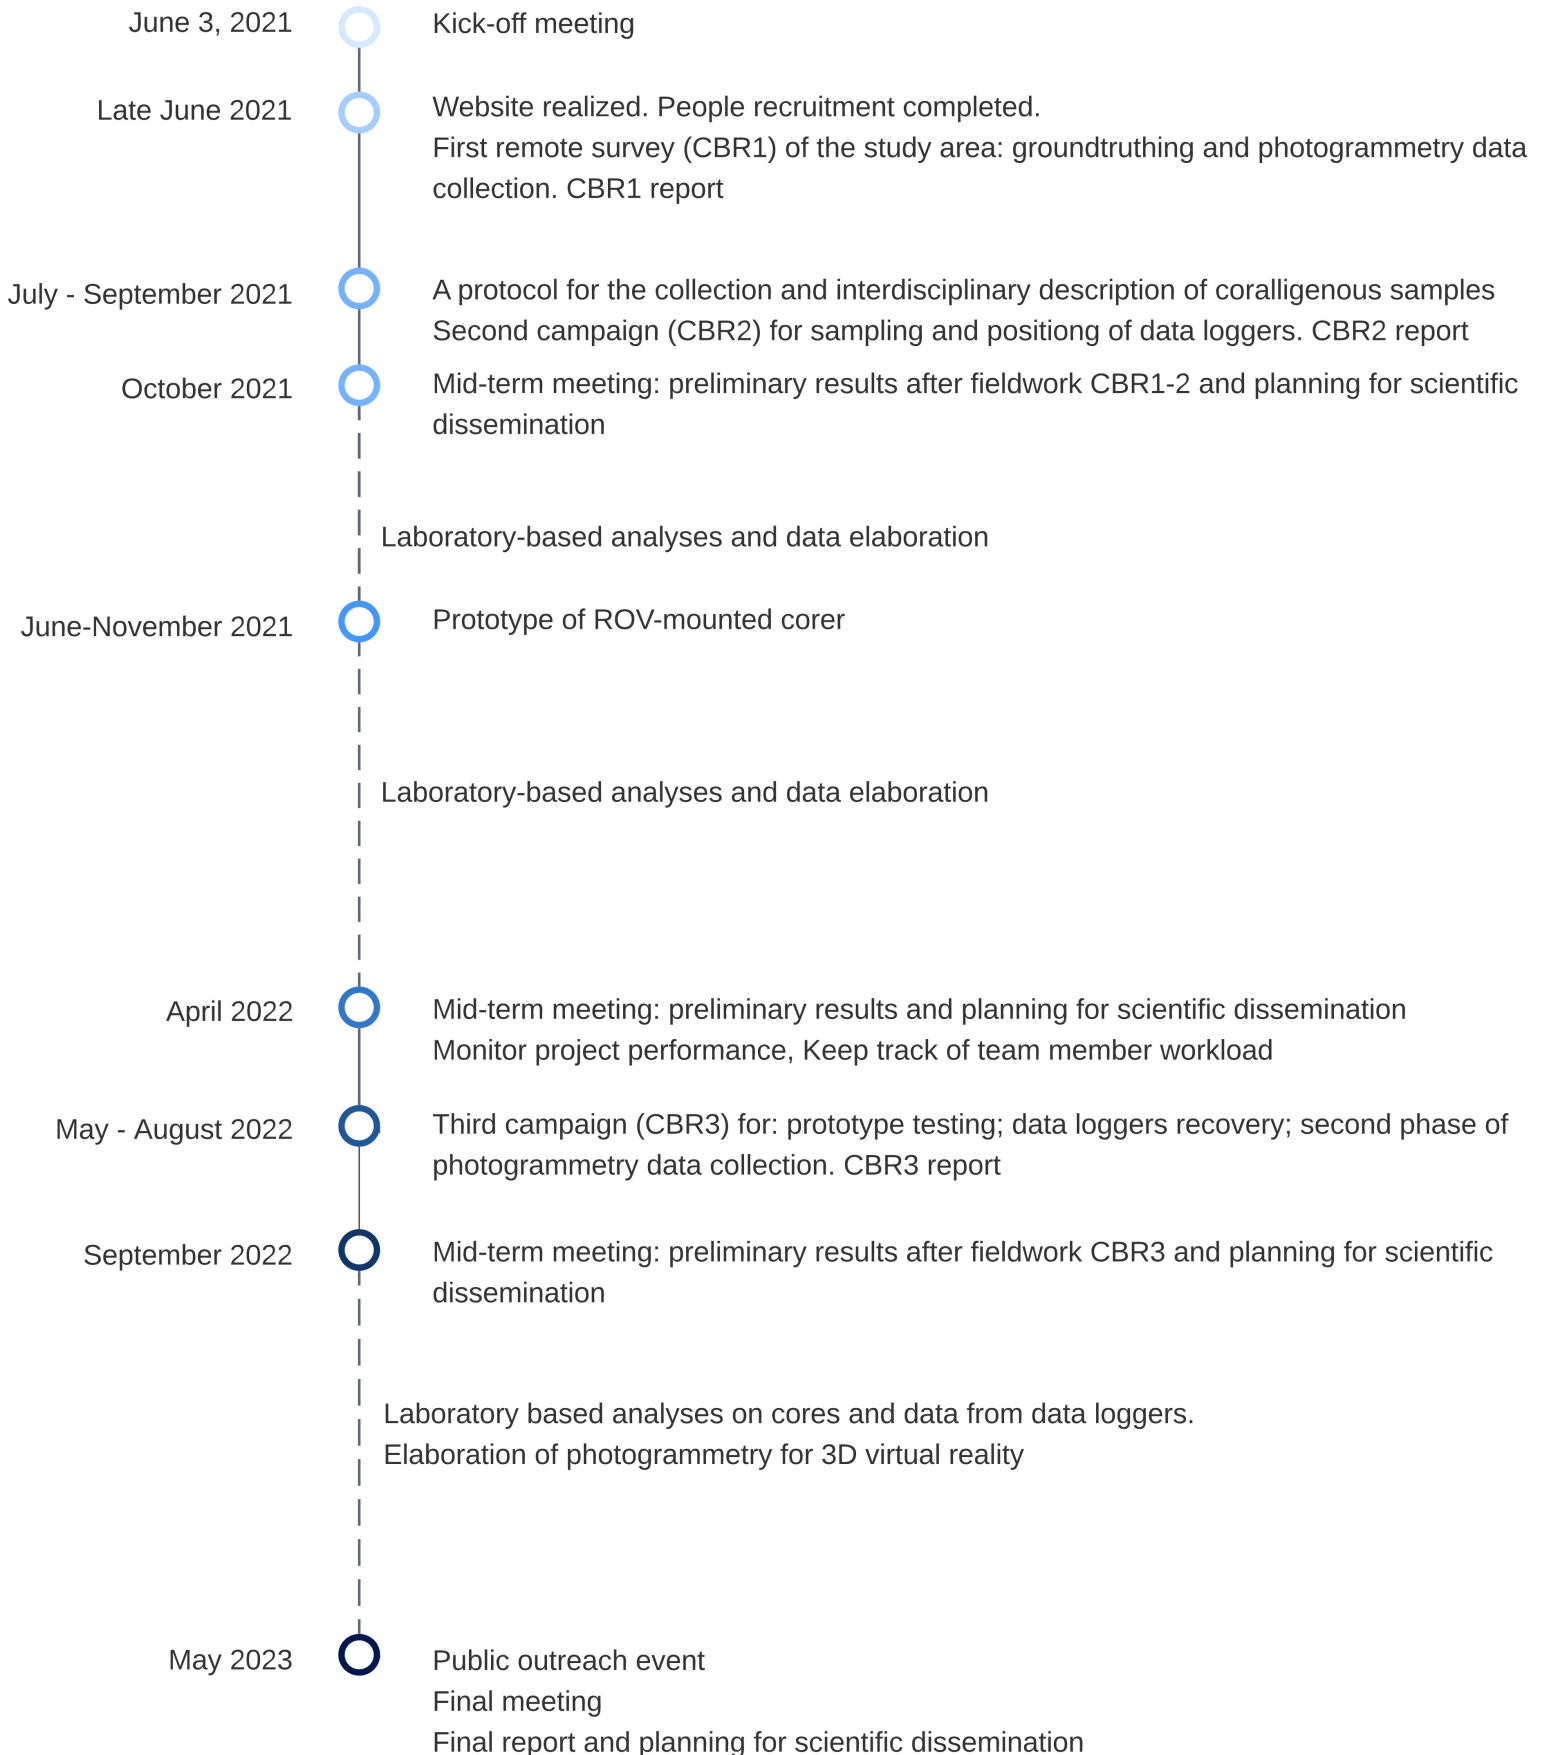 June 3, 2021
Kick-off meeting
Late June 2021
Website realized. People recruitment completed.
First remote survey (CBR1) of the study area: groundtruthing and photogrammetry data
collection. CBR1 report
July - September 2021
A protocol for the collection and interdisciplinary description of coralligenous samples
Second campaign (CBR2) for sampling and positiong of data loggers. CBR2 report
October 2021
Mid-term meeting: preliminary results after fieldwork CBR1-2 and planning for scientific
dissemination
Laboratory-based analyses and data elaboration
June-November 2021
Prototype of ROV-mounted corer
Laboratory-based analyses and data elaboration
April 2022
Mid-term meeting: preliminary results and planning for scientific dissemination
Monitor project performance, Keep track of team member workload
May - August 2022
Third campaign (CBR3) for: prototype testing; data loggers recovery; second phase of
photogrammetry data collection. CBR3 report
September 2022
Mid-term meeting: preliminary results after fieldwork CBR3 and planning for scientific
dissemination
Laboratory based analyses on cores and data from data loggers.
Elaboration of photogrammetry for 3D virtual reality
May 2023
Public outreach event
Final meeting
Final report and planning for scientific dissemination